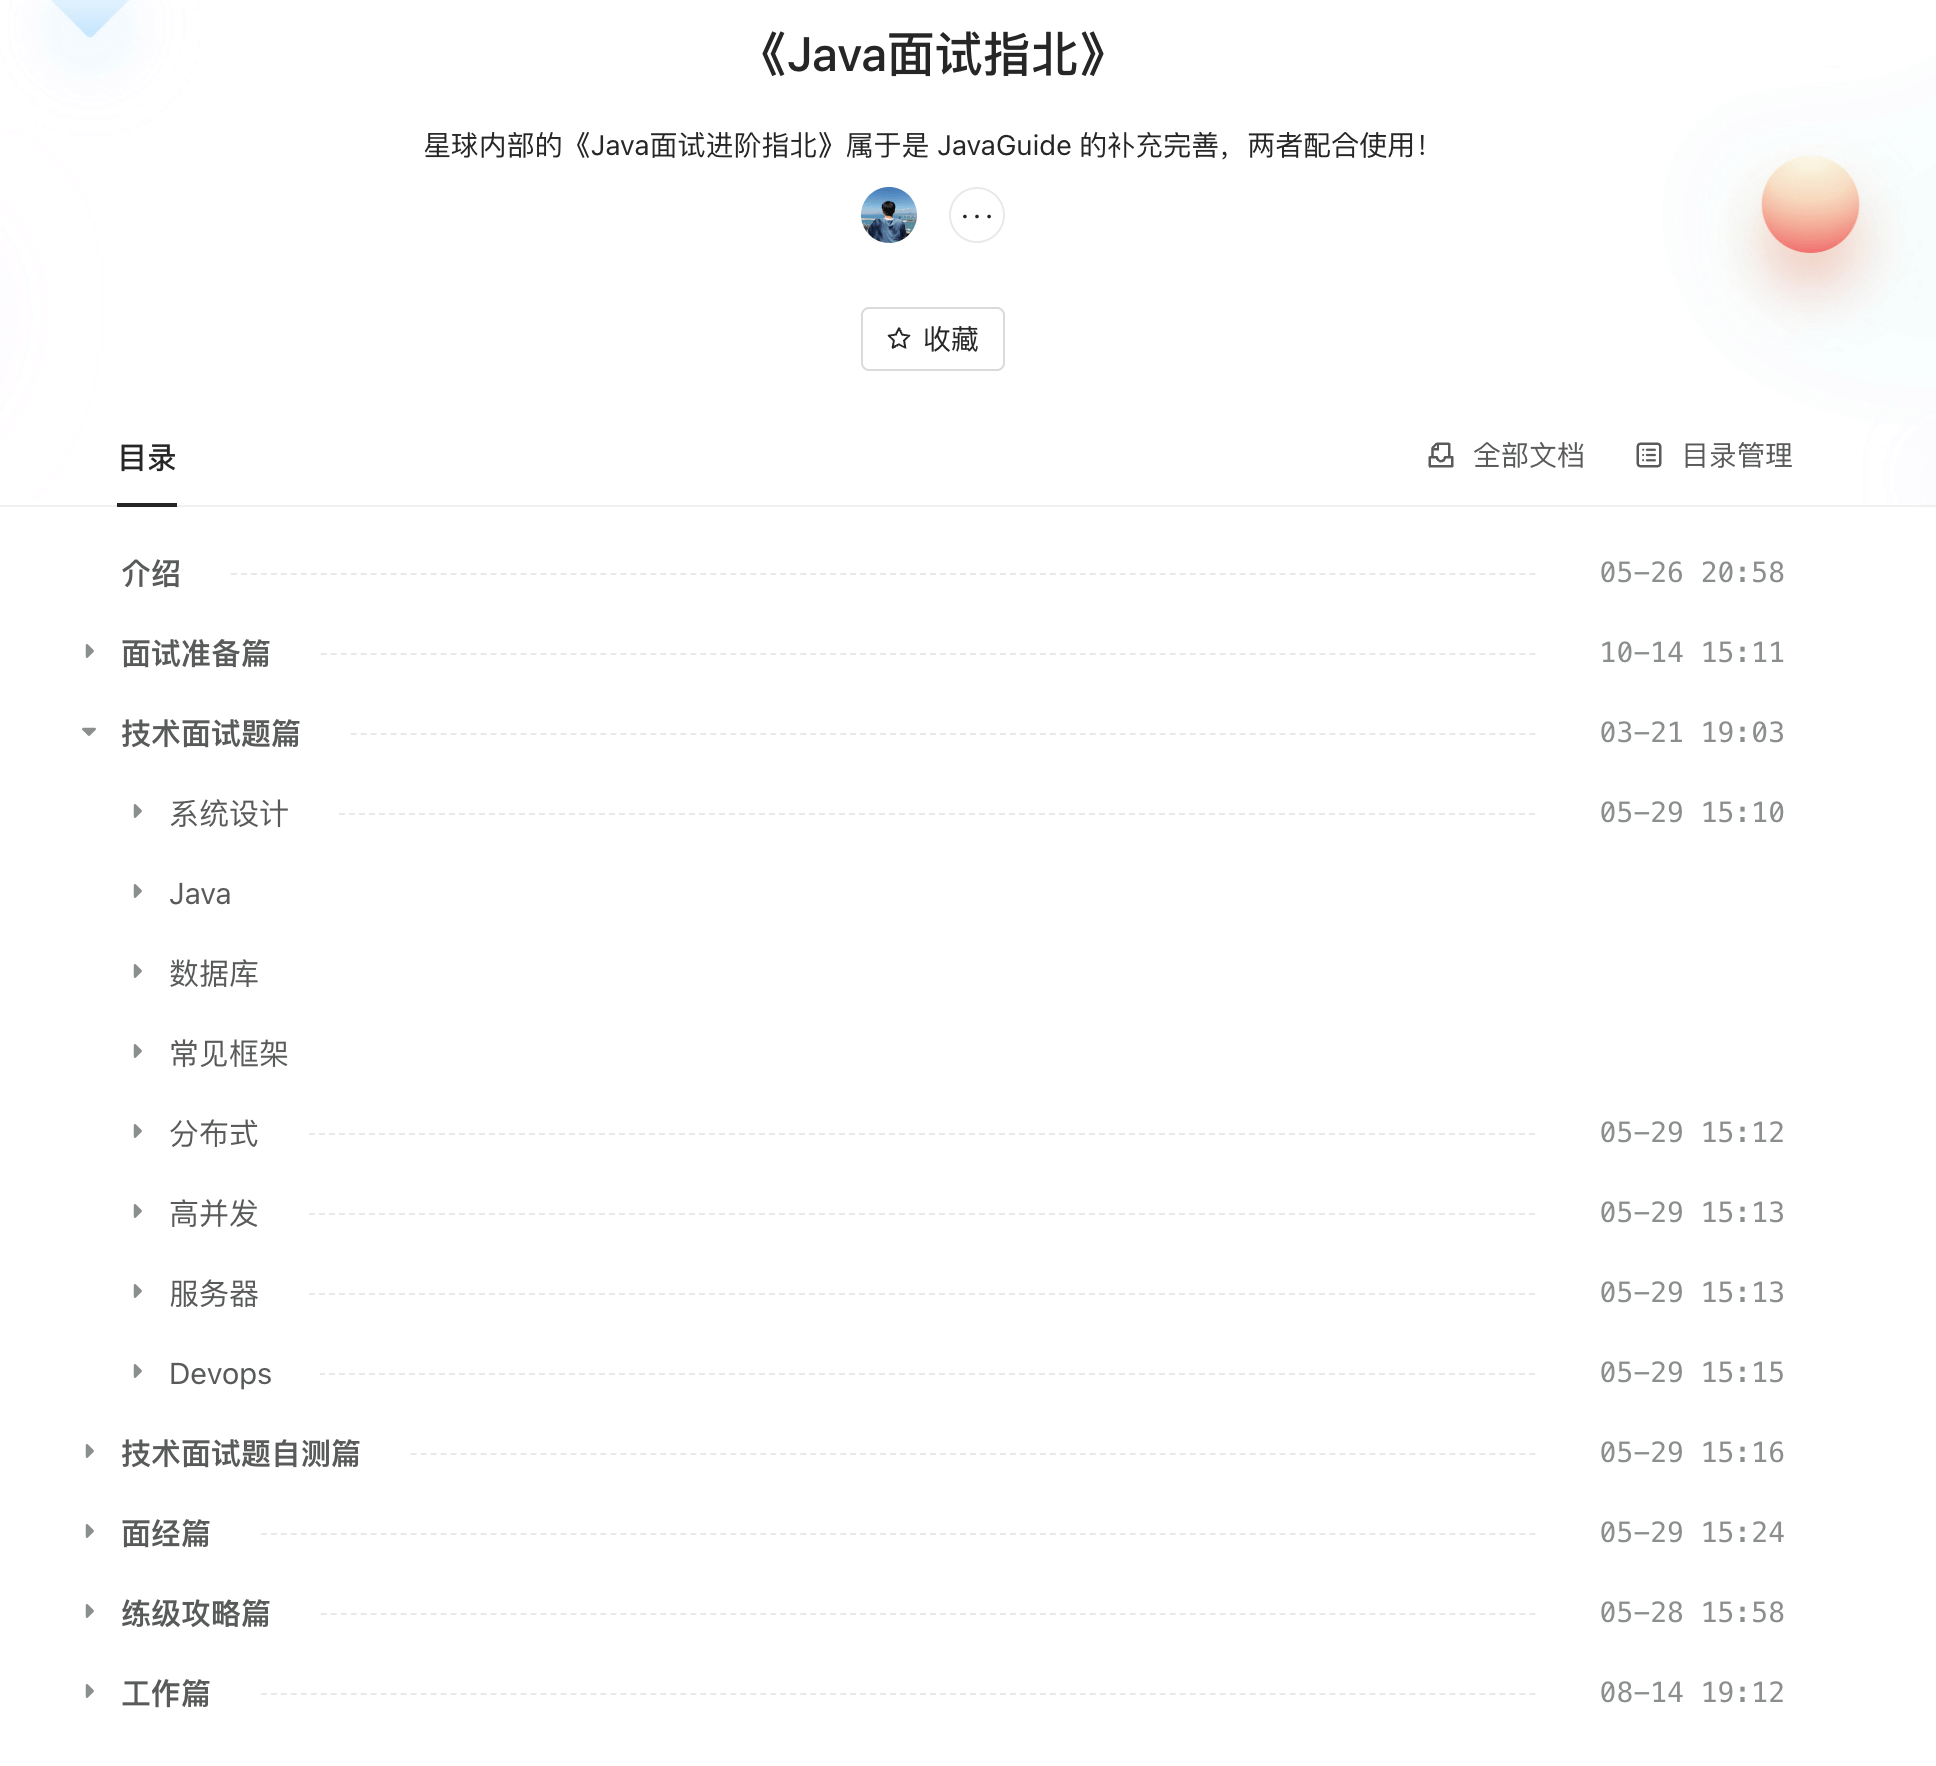 《Java面试指北》
星球内部的《Java面试进阶指北》属于是 JavaGuide 的补充完善，两者配合使用！
收藏
目录 全部文档 目录管理
介绍 05-26 20:58
面试准备篇 10-14 15:11
技术面试题篇 03-21 19:03
系统设计 05-29 15:10
Java
数据库
常见框架
分布式 05-29 15:12
高并发 05-29 15:13
服务器 05-29 15:13
Devops 05-29 15:15
技术面试题自测篇 05-29 15:16
面经篇 05-29 15:24
练级攻略篇 05-28 15:58
工作篇 08-14 19:12